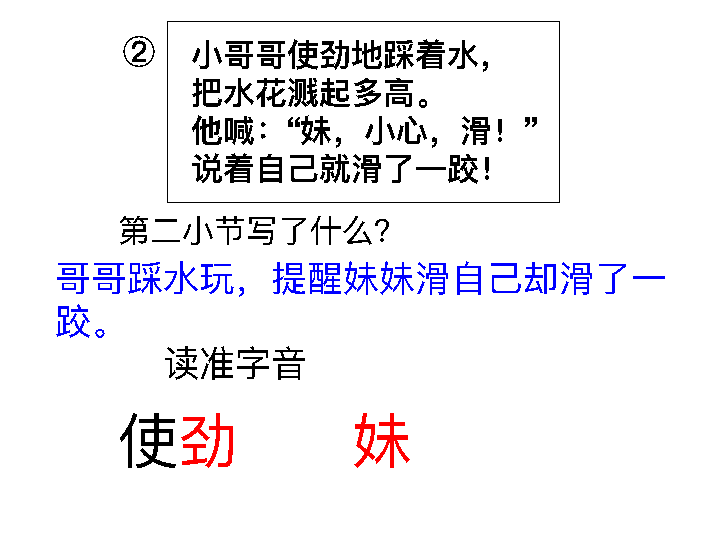 ② 小哥哥使劲地踩着水，
把水花溅起多高。
他喊：“妹，小心，滑！”
说着自己就滑了一跤！
第二小节写了什么？
哥哥踩水玩，提醒妹妹滑自己却滑了一
跤。
读准字音
使劲 妹